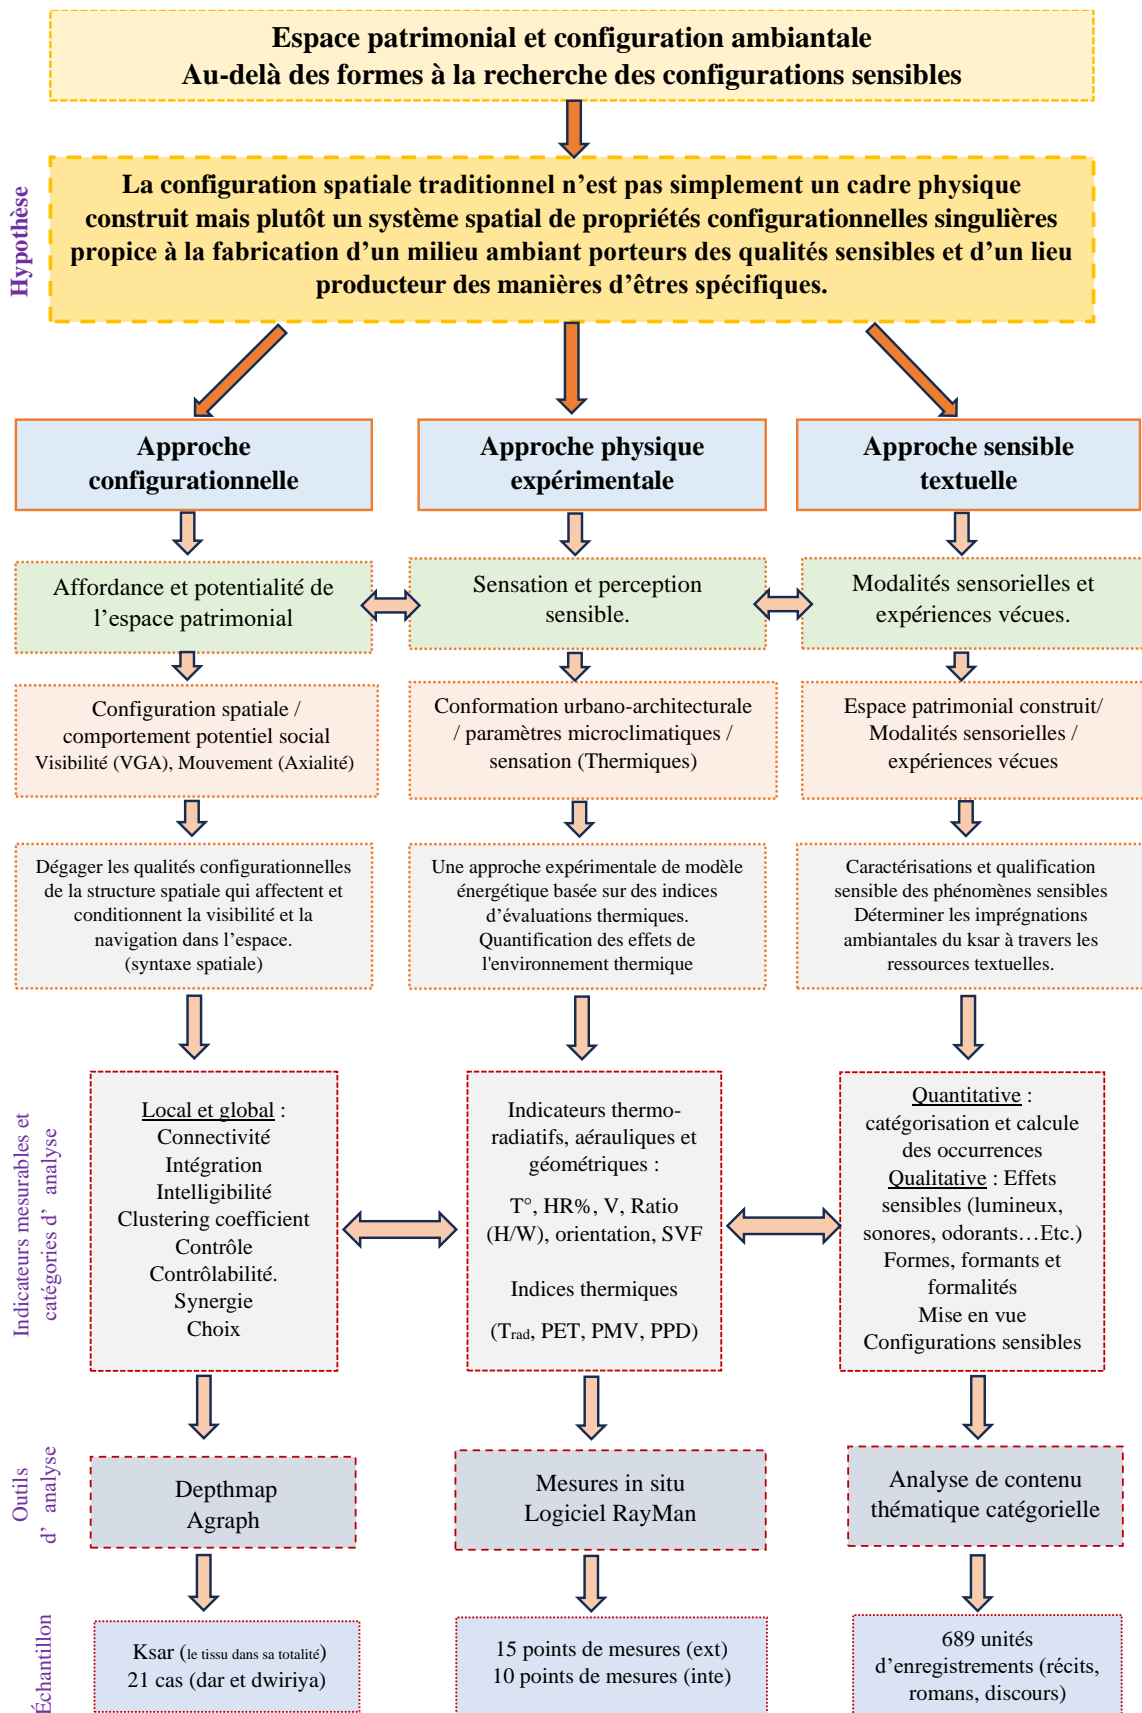 Espace patrimonial et configuration ambiantale
Au-delà des formes à la recherche des configurations sensibles
Hypothèse
La configuration spatiale traditionnel n'est pas simplement un cadre physique
construit mais plutôt un système spatial de propriétés configurationnelles singulières
propice à la fabrication d'un milieu ambiant porteurs des qualités sensibles et d'un lieu
producteur des manières d'êtres spécifiques.
Approche
configurationnelle
Approche physique
expérimentale
Approche sensible
textuelle
Affordance et potentialité de
l'espace patrimonial
Sensation et perception
sensible.
Modalités sensorielles et
expériences vécues.
Configuration spatiale /
comportement potentiel social
Visibilité (VGA), Mouvement (Axialité)
Conformation urbano-architecturale
/ paramètres microclimatiques /
sensation (Thermiques)
Espace patrimonial construit/
Modalités sensorielles /
expériences vécues
Dégager les qualités configurationnelles
de la structure spatiale qui affectent et
conditionnent la visibilité et la
navigation dans l'espace.
(syntaxe spatiale)
Une approche expérimentale de modèle
énergétique basée sur des indices
d'évaluations thermiques.
Quantification des effets de
l'environnement thermique
Caractérisations et qualification
sensible des phénomènes sensibles
Déterminer les imprégnations
ambiantales du ksar à travers les
ressources textuelles.
Indicateurs mesurables et
catégories d' analyse
Local et global :
Connectivité
Intégration
Intelligibilité
Clustering coefficient
Contrôle
Contrôlabilité.
Synergie
Choix
Indicateurs thermo-
radiatifs, aérauliques et
géométriques :
T°, HR%, V, Ratio
(H/W), orientation, SVF
Indices thermiques
(Trad, PET, PMV, PPD)
Quantitative :
catégorisation et calcule
des occurrences
Qualitative : Effets
sensibles (lumineux,
sonores, odorants…Etc.)
Formes, formants et
formalités
Mise en vue
Configurations sensibles
Outils
d' analyse
Depthmap
Agraph
Mesures in situ
Logiciel RayMan
Analyse de contenu
thématique catégorielle
Échantillon
Ksar (le tissu dans sa totalité)
21 cas (dar et dwiriya)
15 points de mesures (ext)
10 points de mesures (inte)
689 unités
d'enregistrements (récits,
romans, discours)